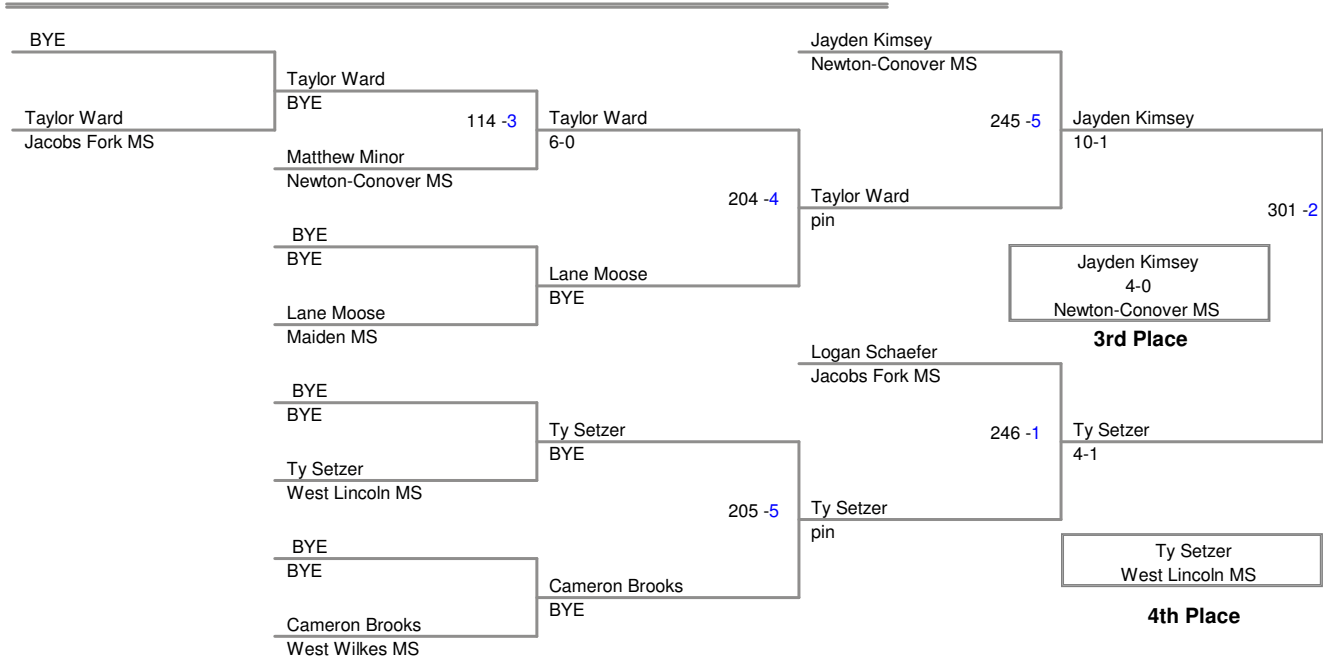 BYE
Taylor Ward
Jacobs Fork MS
Taylor Ward
BYE
114 -3
Matthew Minor
Newton-Conover MS
BYE
BYE
Lane Moose
Maiden MS
BYE
BYE
Ty Setzer
West Lincoln MS
BYE
BYE
Cameron Brooks
West Wilkes MS
Taylor Ward
6-0
204 -4
Lane Moose
BYE
Ty Setzer
BYE
205 -5
Cameron Brooks
BYE
Jayden Kimsey
Newton-Conover MS
245 -5
Taylor Ward
pin
Logan Schaefer
Jacobs Fork MS
246 -1
Ty Setzer
pin
Jayden Kimsey
10-1
301 -2
Jayden Kimsey
4-0
Newton-Conover MS
3rd Place
Ty Setzer
4-1
Ty Setzer
West Lincoln MS
4th Place